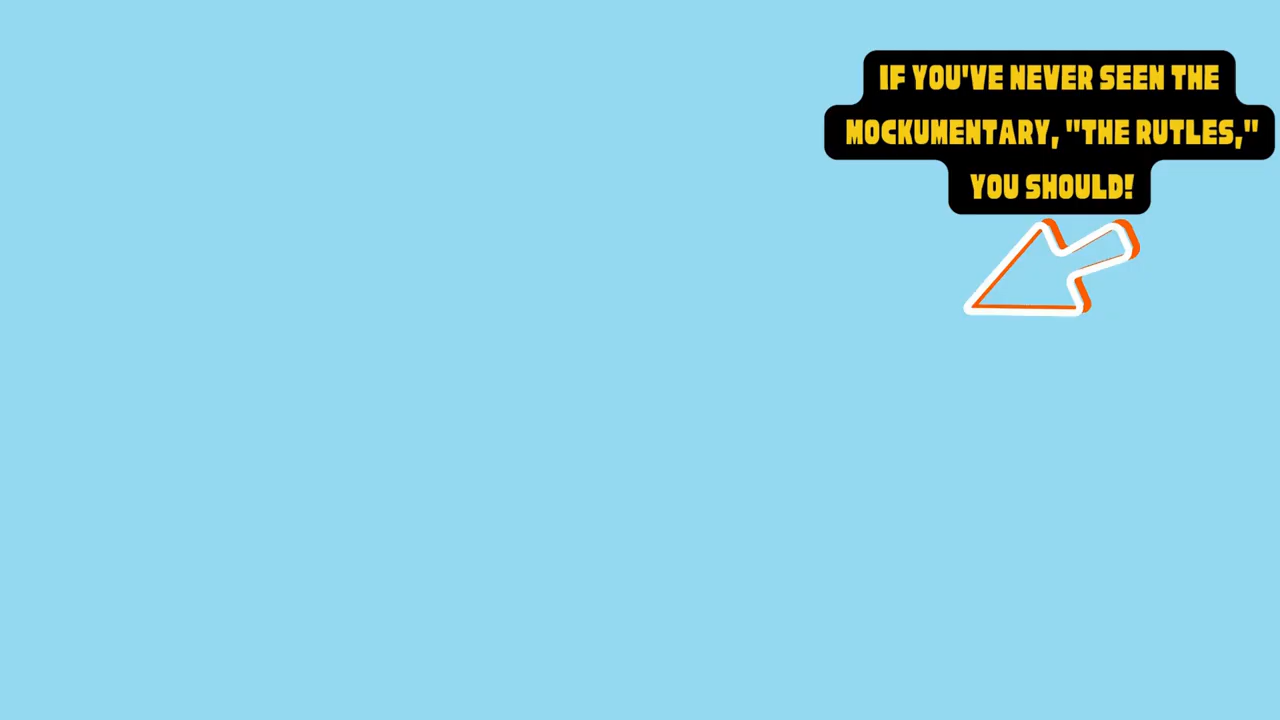 IF YOU'VE NEVER SEEN THE
MOCKUMENTARY, "THE RUTLES,"
YOU SHOULD!